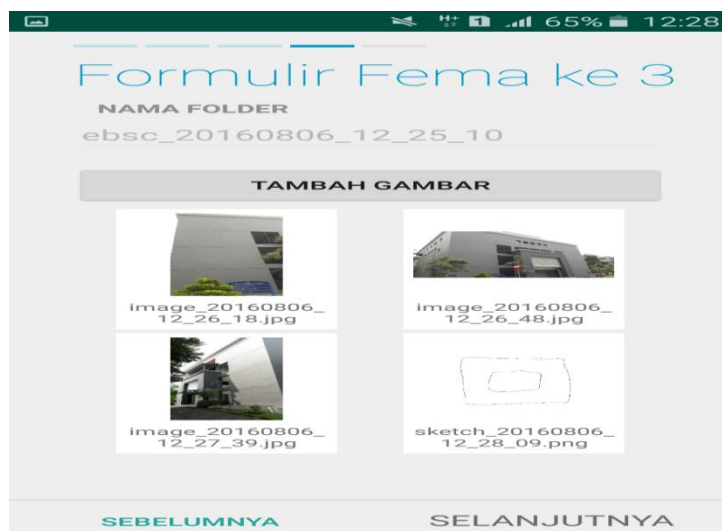 H+ 1 65% 12:28
Formulir Fema ke 3
NAMA FOLDER
ebsc_20160806_12_25_10
TAMBAH GAMBAR
image_20160806_
12_26_18.jpg
image_20160806_
12_26_48.jpg
image_20160806_
12_27_39.jpg
sketch_20160806_
12_28_09.png
SEBELUMNYA
SELANJUTNYA